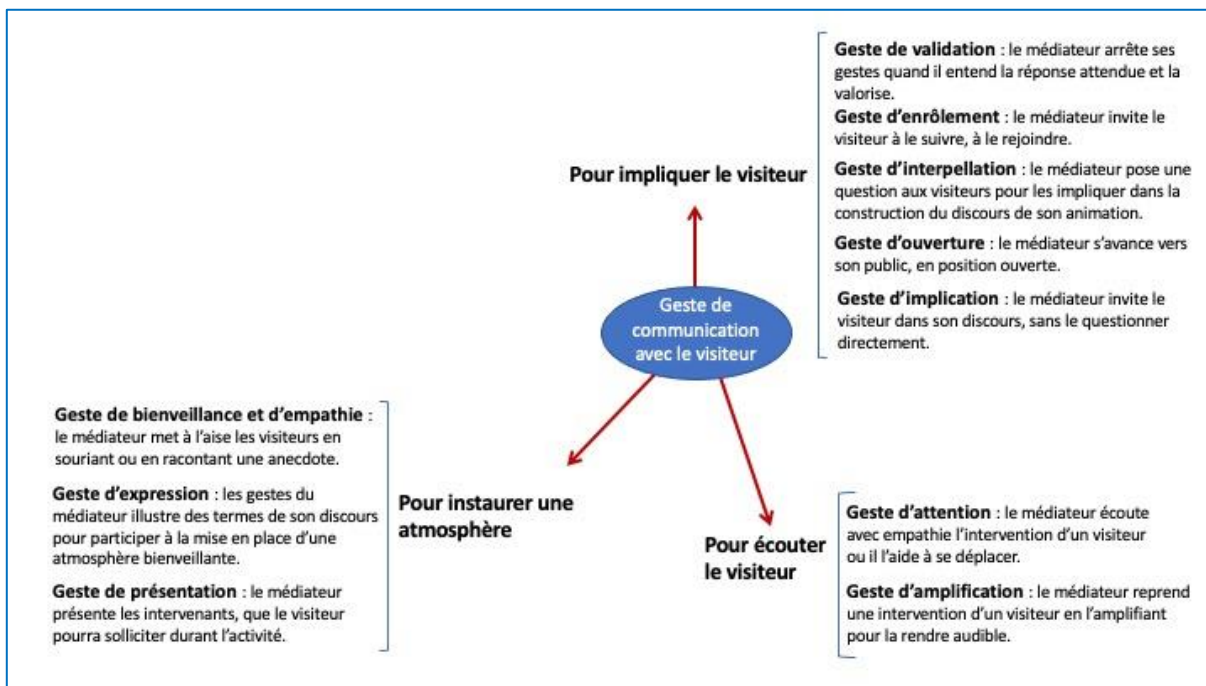 Geste de validation : le médiateur arrête ses
gestes quand il entend la réponse attendue et la
valorise.
Geste d'enrôlement : le médiateur invite le
visiteur à le suivre, à le rejoindre.
Pour impliquer le visiteur
Geste d'interpellation : le médiateur pose une
question aux visiteurs pour les impliquer dans la
construction du discours de son animation.
Geste d'ouverture : le médiateur s'avance vers
son public, en position ouverte.
Geste d'implication : le médiateur invite le
visiteur dans son discours, sans le questionner
directement.
Geste de
communication
avec le visiteur
Geste de bienveillance et d'empathie :
le médiateur met à l'aise les visiteurs en
souriant ou en racontant une anecdote.
Geste d'expression : les gestes du
médiateur illustre des termes de son discours
pour participer à la mise en place d'une
atmosphère bienveillante.
Geste de présentation : le médiateur
présente les intervenants, que le visiteur
pourra solliciter durant l'activité.
Pour instaurer une
atmosphère
Pour écouter
le visiteur
Geste d'attention : le médiateur écoute
avec empathie l'intervention d'un visiteur
ou il l'aide à se déplacer.
Geste d'amplification : le médiateur reprend
une intervention d'un visiteur en l'amplifiant
pour la rendre audible.